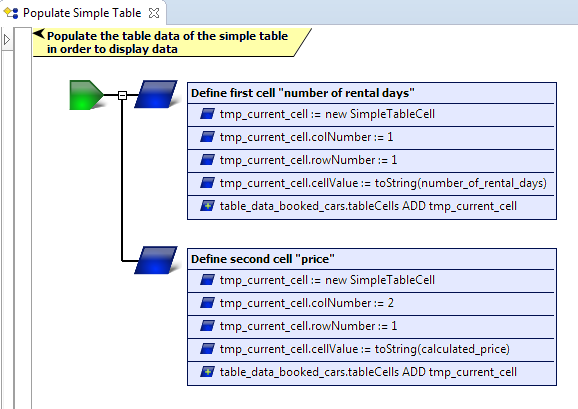 Populate Simple Table
Populate the table data of the simple table
in order to display data
Define first cell "number of rental days"
tmp_current_cell := new SimpleTableCell
tmp_current_cell.colNumber := 1
tmp_current_cell.rowNumber := 1
tmp_current_cell.cellValue := toString(number_of_rental_days)
table_data_booked_cars.tableCells ADD tmp_current_cell
Define second cell "price"
tmp_current_cell := new SimpleTableCell
tmp_current_cell.colNumber := 2
tmp_current_cell.rowNumber := 1
tmp_current_cell.cellValue := toString(calculated_price)
table_data_booked_cars.tableCells ADD tmp_current_cell